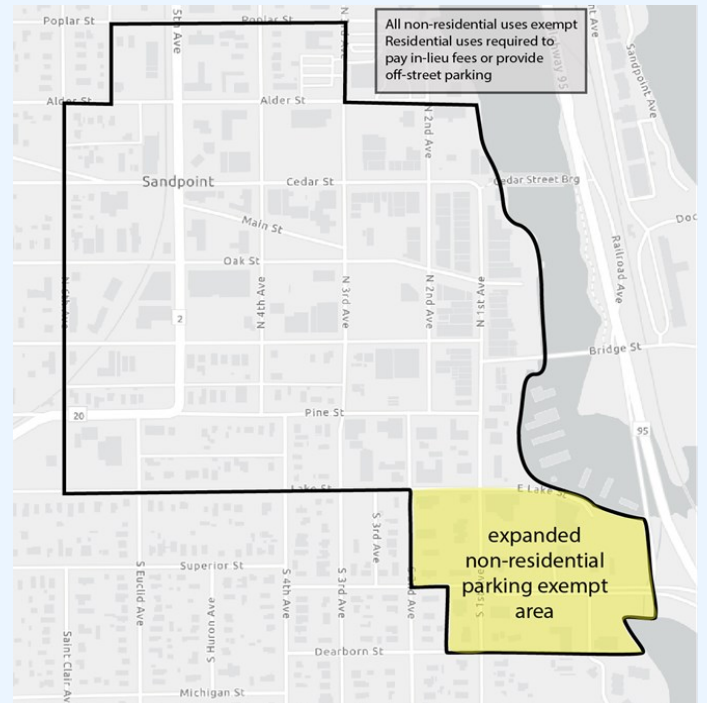 Poplar St
Poplar St
5th Ave
All non-residential uses exempt
Residential uses required to
pay in-lieu fees or provide
off-street parking
Highway 95
Sandpoint Ave
Alder St
Alder St
N 2nd Ave
Sandpoint
Cedar St
Cedar Street Brg
Main St
Oak St
Railroad Ave
N 4th Ave
N 3rd Ave
N 2nd Ave
N 1st Ave
2
Bridge St
20
Pine St
95
Lake St
E Lake St
expanded
non-residential
parking exempt
area
S 3rd Ave
Superior St
S Euclid Ave
S Huron Ave
S 4th Ave
S 3rd Ave
S 1st Ave
Saint Clair Av
Dearborn St
Michigan St